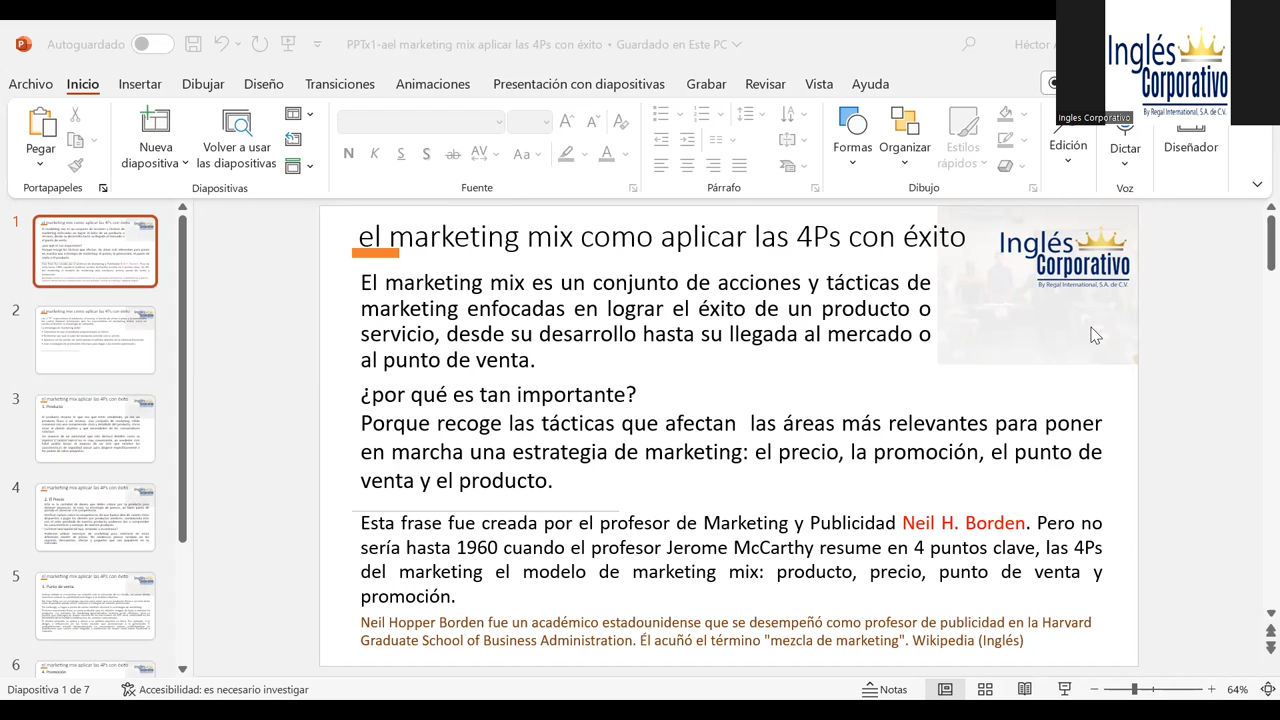 Autoguardado
PPTx1-ael marketing mix aplicar las 4Ps con éxito • Guardado en Este PC
Héctor
Archivo Inicio Insertar Dibujar Diseño Transiciones Animaciones Presentación con diapositivas Grabar Revisar Vista Ayuda
Pegar
Nueva diapositiva
Volver a usar las diapositivas
Formas Organizar Estilos rápidos
Edición Dictar Diseñador
Portapapeles Diapositivas Fuente Párrafo Dibujo Voz
Inglés
Corporativo
By Regal International, S.A. de C.V.
Ingles Corporativo
1
2
3
4
5
6
el marketing mix como aplicar las 4Ps con éxito
Inglés
Corporativo
By Regal International, S.A. de C.V.
El marketing mix es un conjunto de acciones y tácticas de
marketing enfocadas en lograr el éxito de un producto o
servicio, desde su desarrollo hasta su llegada al mercado o
al punto de venta.
¿por qué es tan importante?
Porque recoge las tácticas que afectan las áreas más relevantes para poner
en marcha una estrategia de marketing: el precio, la promoción, el punto de
venta y el producto.
Esta frase fue creada por el profesor de Marketing y Publicidad Neil H. Borden. Pero no
sería hasta 1960 cuando el profesor Jerome McCarthy resume en 4 puntos clave, las 4Ps
del marketing el modelo de marketing mix: producto, precio, punto de venta y
promoción.
Neil Hopper Borden fue un académico estadounidense que se desempeñó como profesor de publicidad en la Harvard
Graduate School of Business Administration. Él acuñó el término "mezcla de marketing". Wikipedia (Inglés)
Diapositiva 1 de 7
Accesibilidad: es necesario investigar
Notas
64%